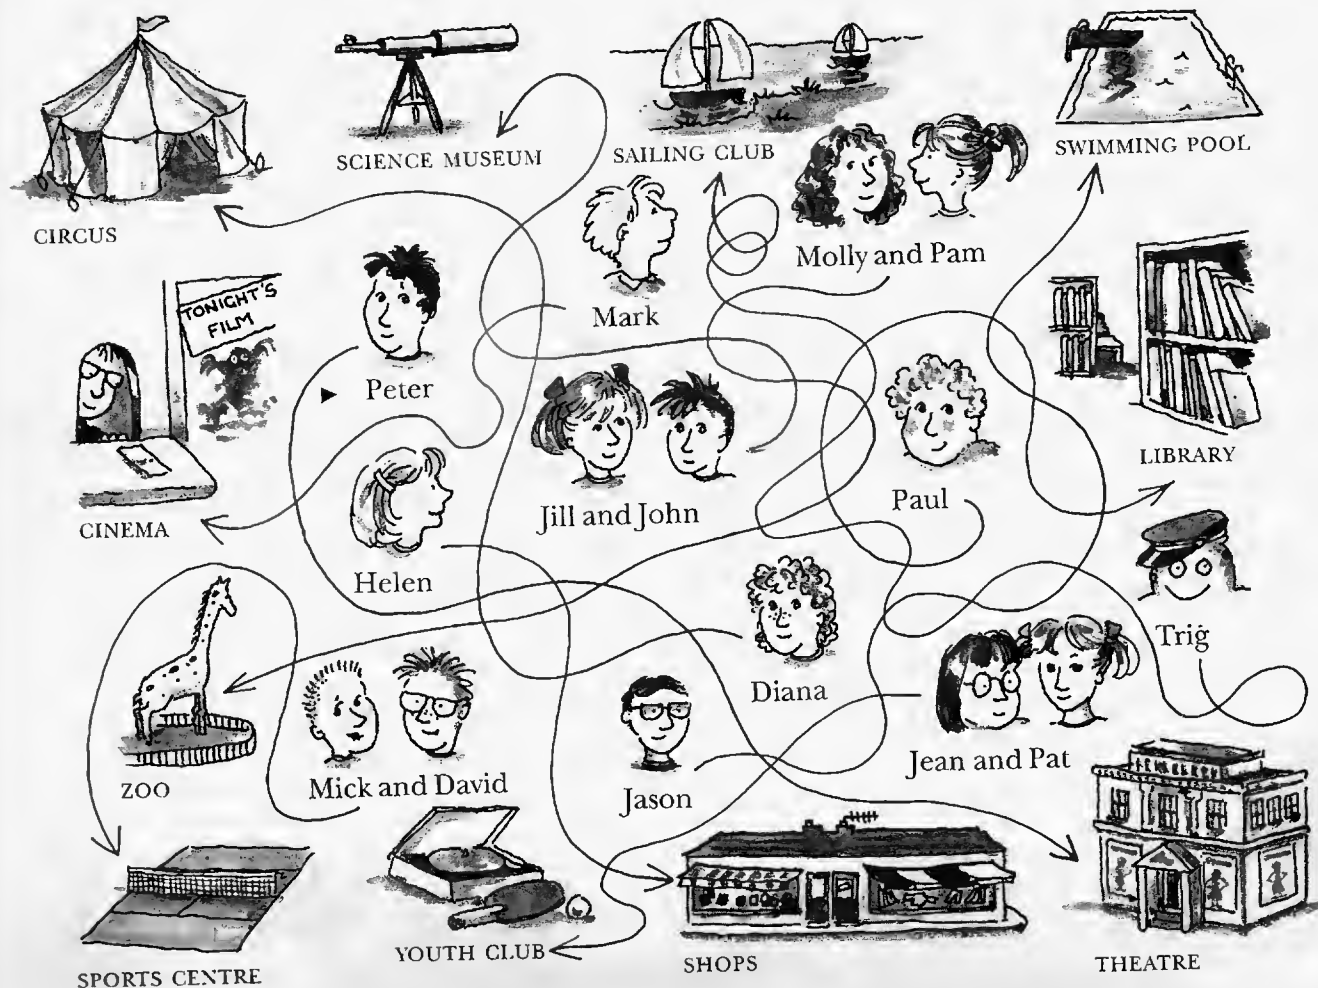 SCIENCE MUSEUM
SAILING CLUB
SWIMMING POOL
CIRCUS
Molly and Pam
TONIGHT'S
FILM
Mark
Peter
LIBRARY
CINEMA
Jill and John
Paul
Helen
Trig
Diana
ZOO
Mick and David
Jason
Jean and Pat
YOUTH CLUB
SHOPS
THEATRE
SPORTS CENTRE